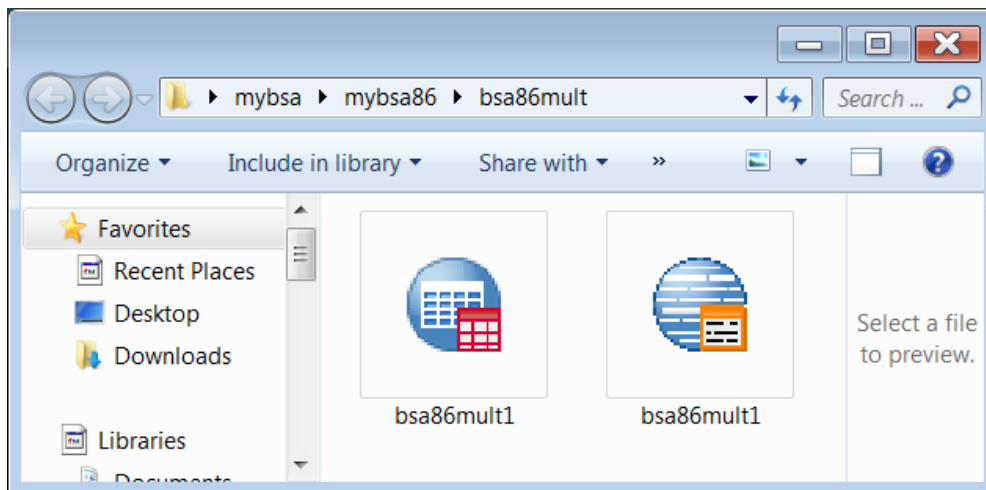 mybsa mybsa86 bsa86mult Search ...
Organize Include in library Share with »
Favorites
Recent Places
Desktop
Downloads
Libraries
Documents
bsa86mult1 bsa86mult1
Select a file
to preview.